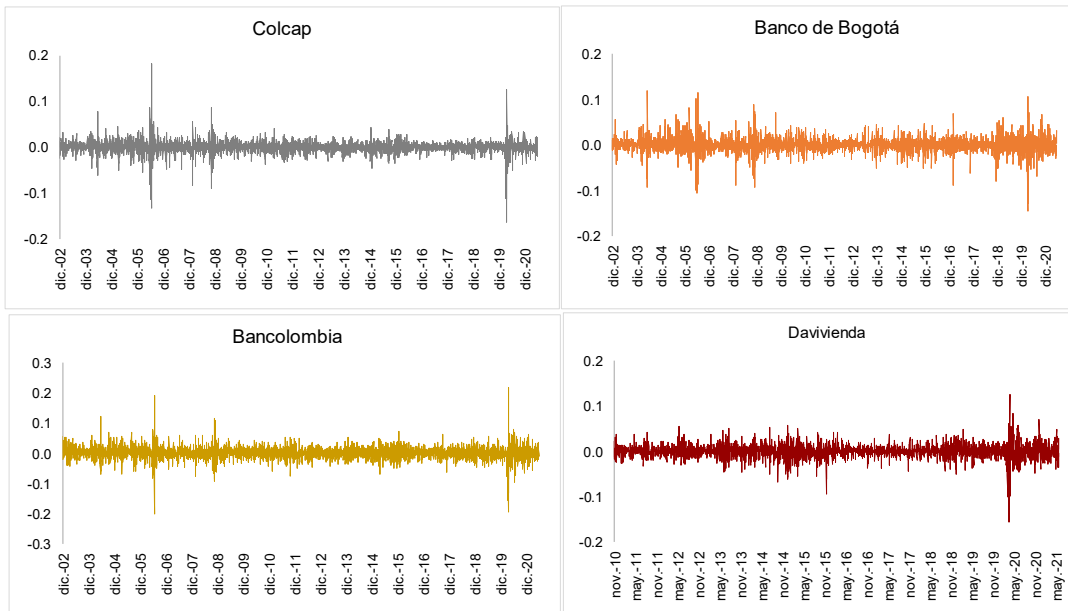 Colcap
0.2
0.1
0.0
-0.1
-0.2
dic.-02
dic.-03
dic.-04
dic.-05
dic.-06
dic.-07
dic.-08
dic.-09
dic.-10
dic.-11
dic.-12
dic.-13
dic.-14
dic.-15
dic.-16
dic.-17
dic.-18
dic.-19
dic.-20
Banco de Bogotá
0.2
0.1
0.0
-0.1
-0.2
dic.-02
dic.-03
dic.-04
dic.-05
dic.-06
dic.-07
dic.-08
dic.-09
dic.-10
dic.-11
dic.-12
dic.-13
dic.-14
dic.-15
dic.-16
dic.-17
dic.-18
dic.-19
dic.-20
Bancolombia
0.3
0.2
0.1
0.0
-0.1
-0.2
-0.3
dic.-02
dic.-03
dic.-04
dic.-05
dic.-06
dic.-07
dic.-08
dic.-09
dic.-10
dic.-11
dic.-12
dic.-13
dic.-14
dic.-15
dic.-16
dic.-17
dic.-18
dic.-19
dic.-20
Davivienda
0.2
0.1
0.0
-0.1
-0.2
nov.-10
may.-11
nov.-11
may.-12
nov.-12
may.-13
nov.-13
may.-14
nov.-14
may.-15
nov.-15
may.-16
nov.-16
may.-17
nov.-17
may.-18
nov.-18
may.-19
nov.-19
may.-20
nov.-20
may.-21